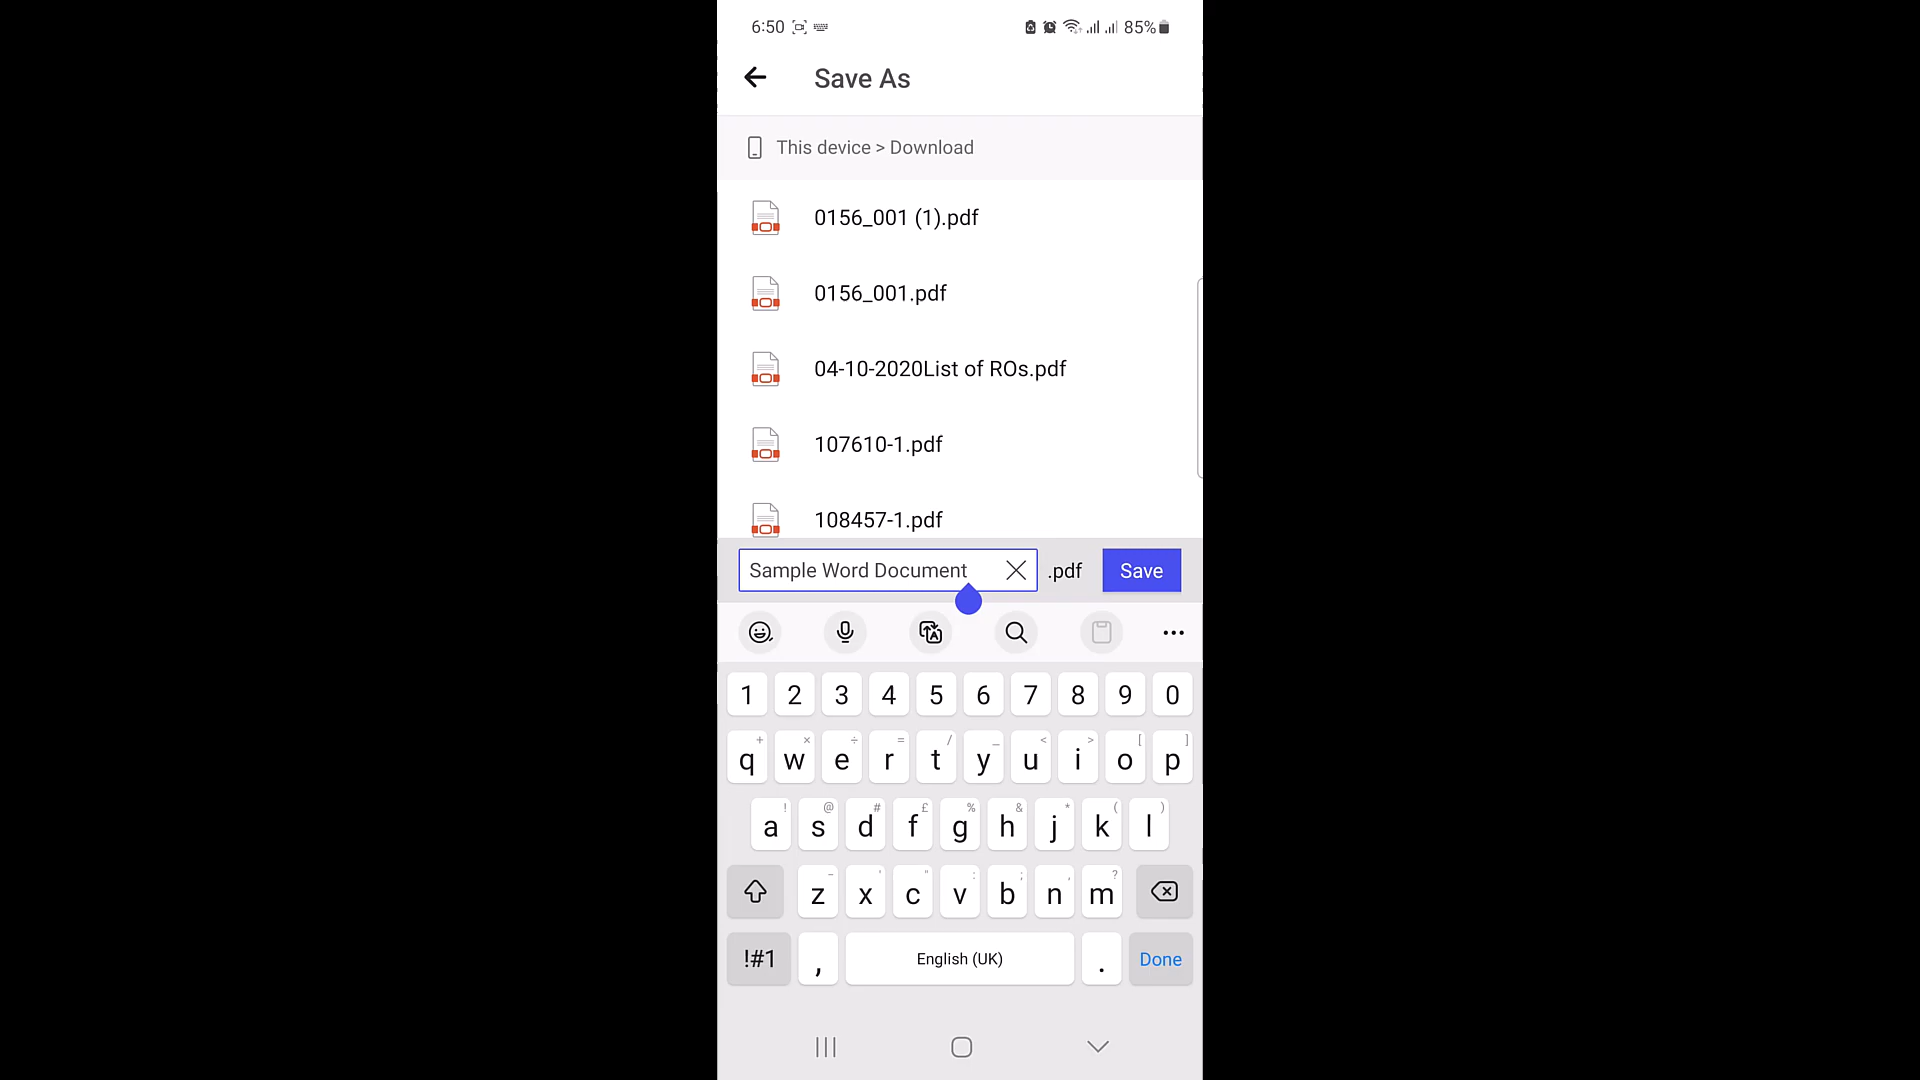 6:50 85%
Save As
This device > Download
0156_001 (1).pdf
0156_001.pdf
04-10-2020List of ROs.pdf
107610-1.pdf
108457-1.pdf
Sample Word Document .pdf Save
1 2 3 4 5 6 7 8 9 0
+ × ÷ = / _ < > [ ]
q w e r t y u i o p
! @ # £ % & * ( )
a s d f g h j k l
- ' " : ; , ?
z x c v b n m
!#1 , English (UK) . Done